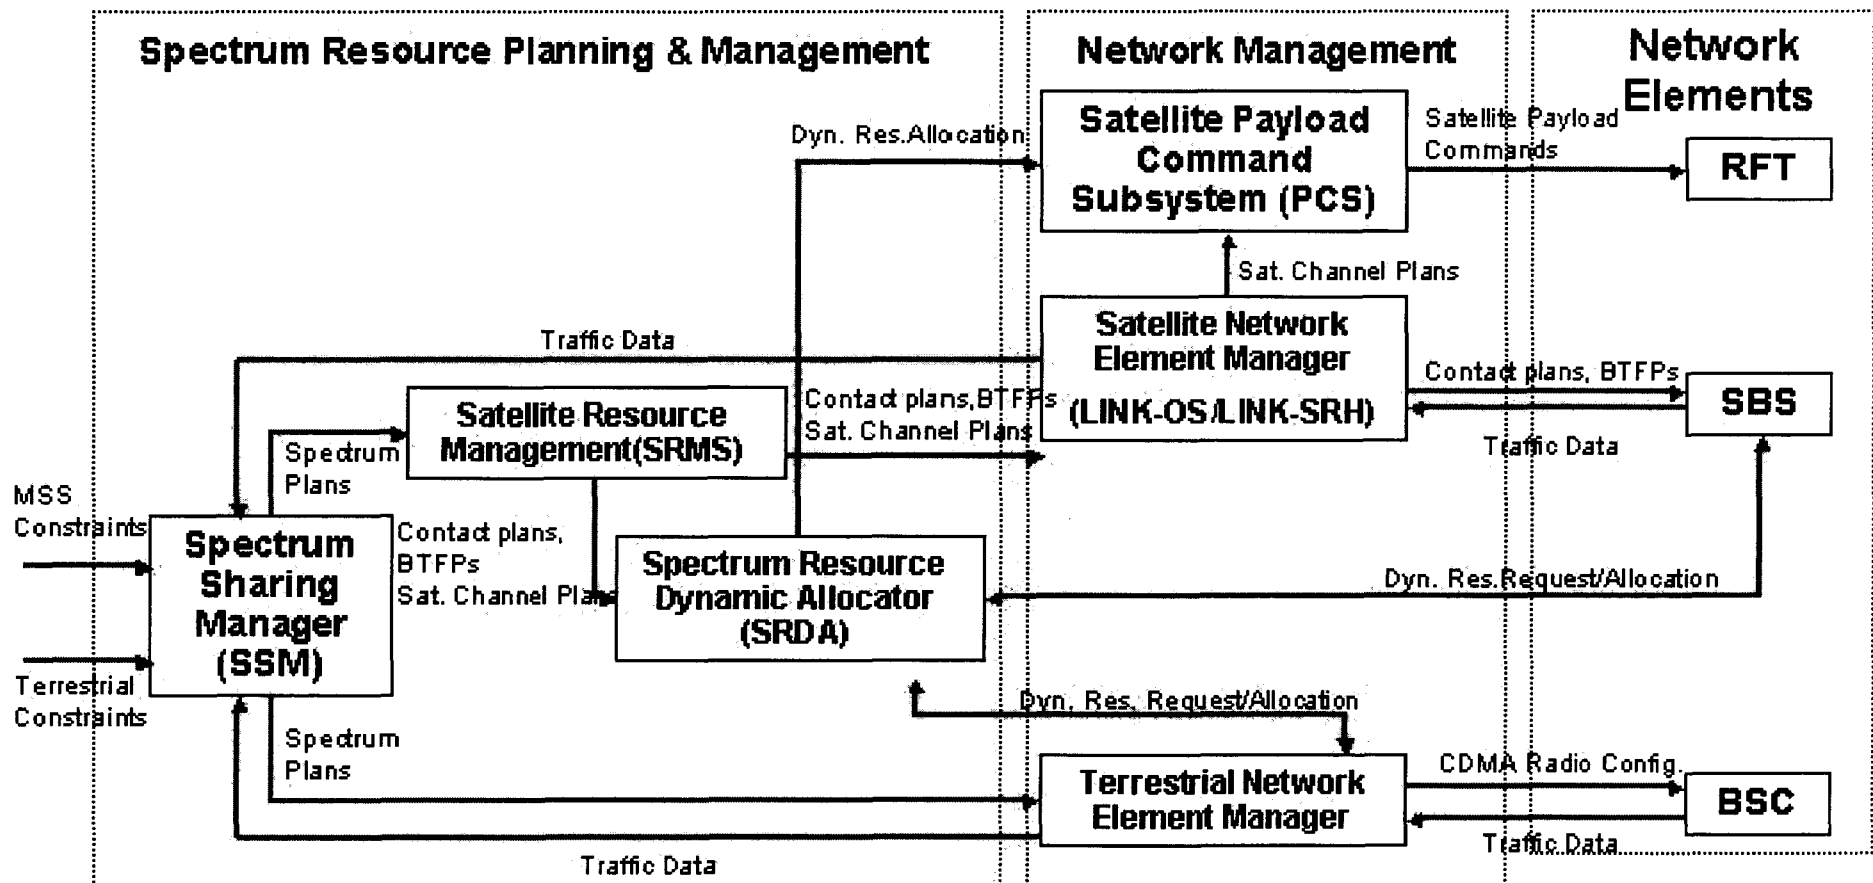 Spectrum Resource Planning & Management
Network Management
Network
Elements
Dyn. Res.Allocation
Satellite Payload
Command
Subsystem (PCS)
Satellite Payload
Commands
RFT
Sat. Channel Plans
Traffic Data
Satellite Network
Element Manager
(LINK-OS/LINK-SRH)
Contact plans, BTFPs
SBS
Traffic Data
Satellite Resource
Management(SRMS)
Contact plans,BTFPs
Sat. Channel Plans
Spectrum
Plans
MSS
Constraints
Spectrum
Sharing
Manager
(SSM)
Contact plans,
BTFPs
Sat. Channel Plans
Spectrum Resource
Dynamic Allocator
(SRDA)
Dyn. Res.Request/Allocation
Terrestrial
Constraints
Dyn. Res. Request/Allocation
Spectrum
Plans
Terrestrial Network
Element Manager
CDMA Radio Config.
BSC
Traffic Data
Traffic Data